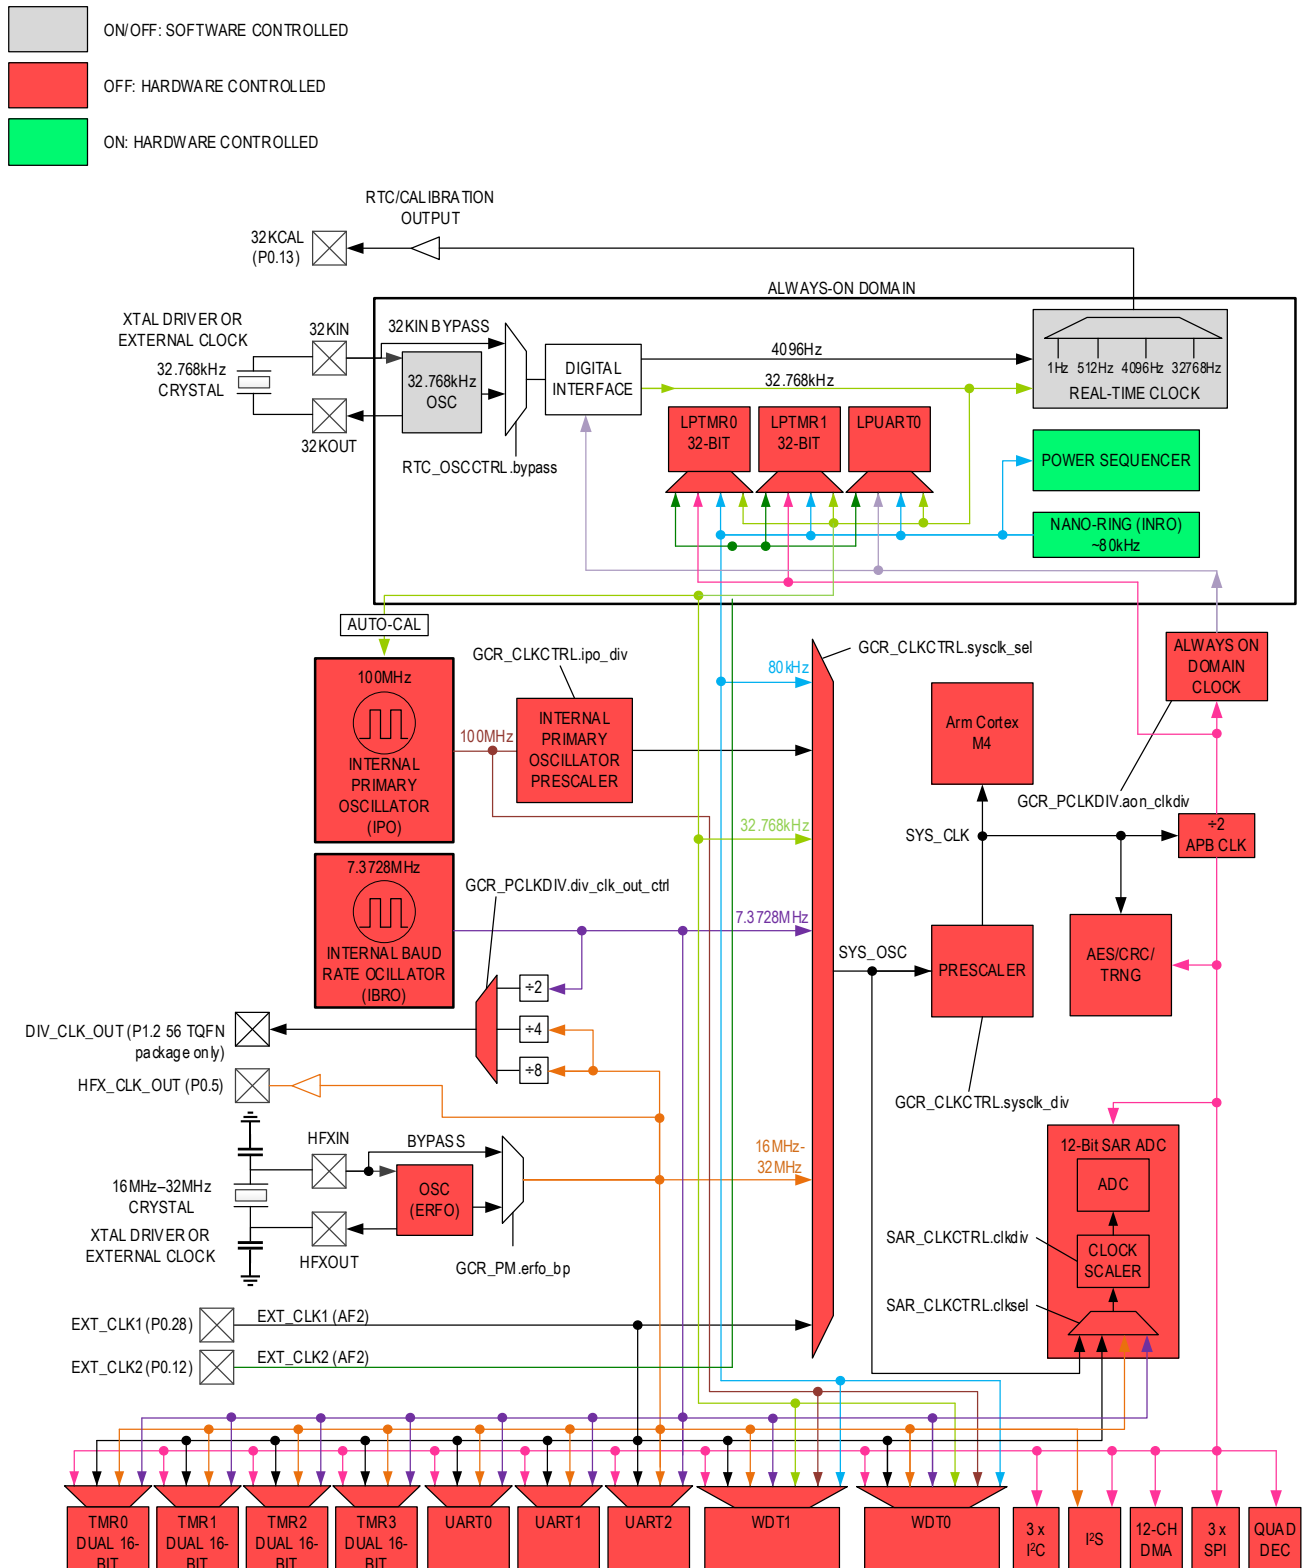 ON/OFF: SOFTWARE CONTROLLED
OFF: HARDWARE CONTROLLED
ON: HARDWARE CONTROLLED
RTC/CALIBRATION
OUTPUT
32KCAL
(P0.13)
ALWAYS-ON DOMAIN
XTAL DRIVER OR
EXTERNAL CLOCK
32.768kHz
CRYSTAL
32KIN
32KOUT
32KIN BYPASS
32.768kHz
OSC
RTC_OSCCTRL.bypass
DIGITAL
INTERFACE
4096Hz
32.768kHz
1Hz
512Hz
4096Hz
32768Hz
REAL-TIME CLOCK
LPTMR0
32-BIT
LPTMR1
32-BIT
LPUART0
POWER SEQUENCER
NANO-RING (INRO)
~80kHz
AUTO-CAL
100MHz
INTERNAL
PRIMARY
OSCILLATOR
(IPO)
GCR_CLKCTRL.ipo_div
100MHz
INTERNAL
PRIMARY
OSCILLATOR
PRESCALER
GCR_CLKCTRL.sysclk_sel
80kHz
32.768kHz
7.3728MHz
16MHz-
32MHz
ALWAYS ON
DOMAIN
CLOCK
Arm Cortex
M4
GCR_PCLKDIV.aon_clkdiv
SYS_CLK
÷2
APB CLK
7.3728MHz
INTERNAL BAUD
RATE OCILLATOR
(IBRO)
GCR_PCLKDIV.div_clk_out_ctrl
÷2
÷4
÷8
SYS_OSC
PRESCALER
AES/CRC/
TRNG
GCR_CLKCTRL.sysclk_div
DIV_CLK_OUT (P1.2 56 TQFN
package only)
HFX_CLK_OUT (P0.5)
HFXIN
BYPASS
16MHz–32MHz
CRYSTAL
XTAL DRIVER OR
EXTERNAL CLOCK
OSC
(ERFO)
HFXOUT
GCR_PM.erfo_bp
12-Bit SAR ADC
ADC
SAR_CLKCTRL.clkdiv
CLOCK
SCALER
SAR_CLKCTRL.clksel
EXT_CLK1 (P0.28)
EXT_CLK1 (AF2)
EXT_CLK2 (P0.12)
EXT_CLK2 (AF2)
TMR0
DUAL 16-
BIT
TMR1
DUAL 16-
BIT
TMR2
DUAL 16-
BIT
TMR3
DUAL 16-
BIT
UART0
UART1
UART2
WDT1
WDT0
3 x
I²C
I²S
12-CH
DMA
3 x
SPI
QUAD
DEC